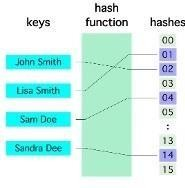 keys
hash
function
hashes
John Smith
Lisa Smith
Sam Doe
Sandra Dee
00
01
02
03
04
05
:
13
14
15